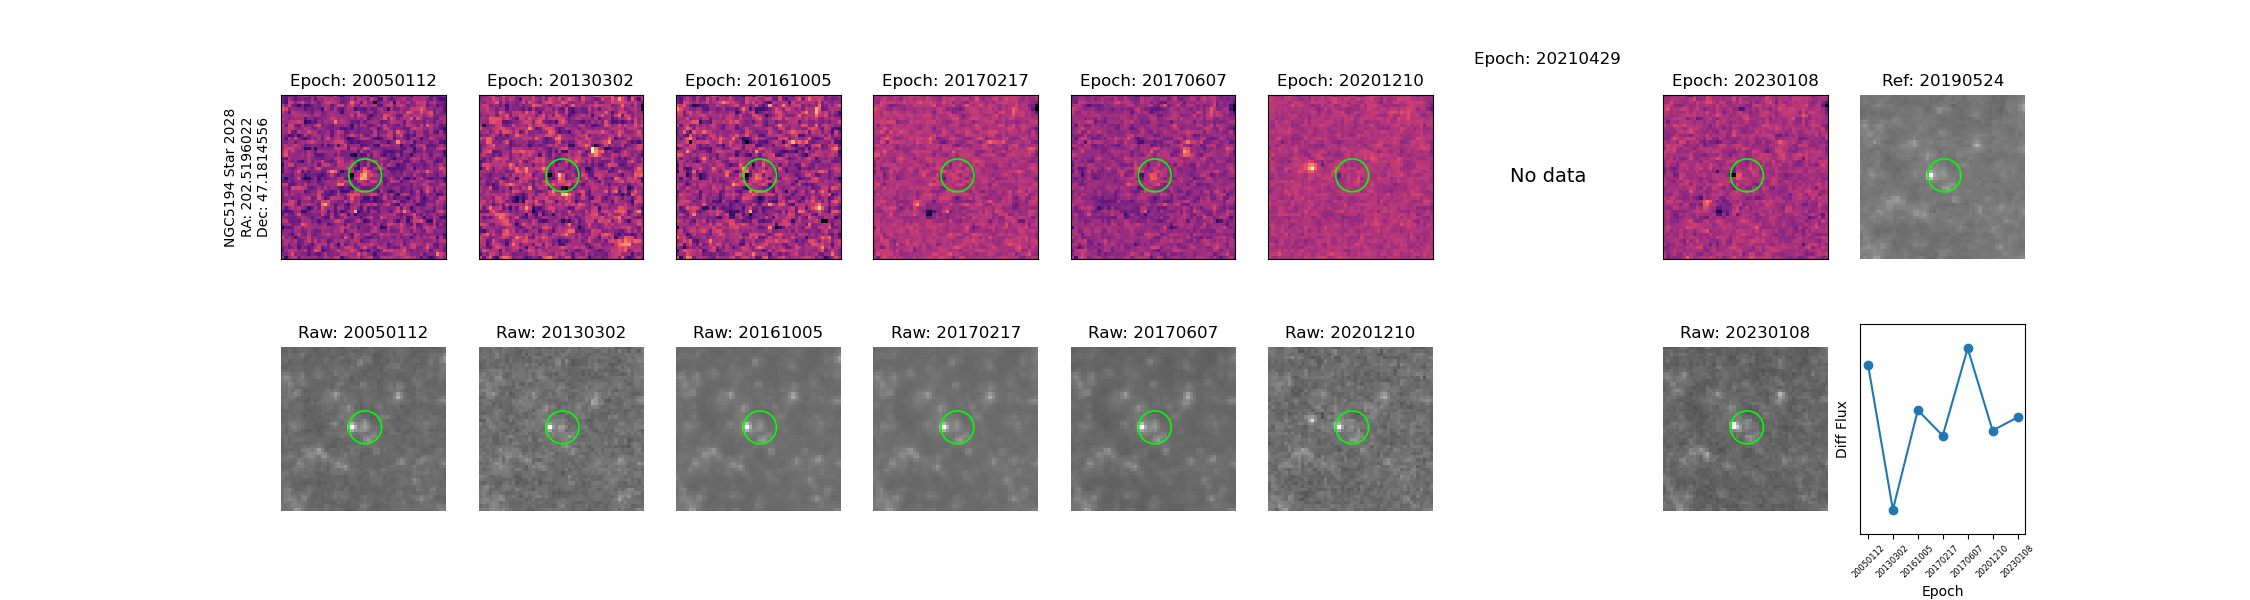 Epoch: 20210429
Epoch: 20050112
Epoch: 20130302
Epoch: 20161005
Epoch: 20170217
Epoch: 20170607
Epoch: 20201210
Epoch: 20230108
Ref: 20190524
NGC5194 Star 2028
RA: 202.5196022
Dec: 47.1814556
No data
Raw: 20050112
Raw: 20130302
Raw: 20161005
Raw: 20170217
Raw: 20170607
Raw: 20201210
Raw: 20230108
Diff Flux
20050112
20130302
20161005
20170217
20170607
20201210
20230108
Epoch